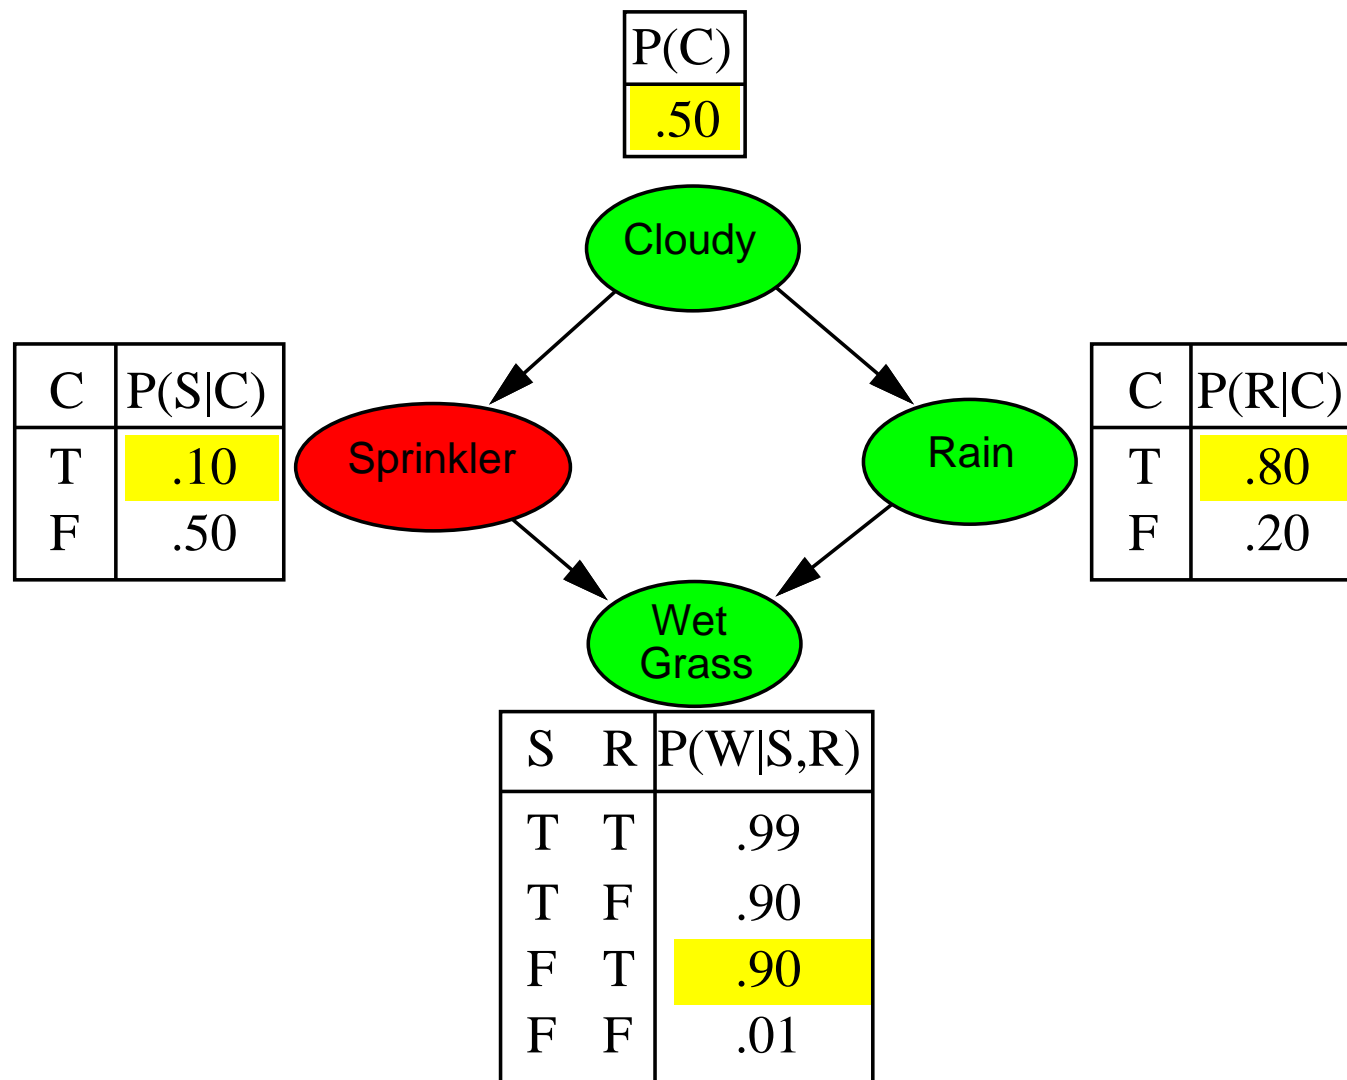 P(C)
.50
Cloudy
C P(S|C)
T .10
F .50
Sprinkler
Rain
C P(R|C)
T .80
F .20
Wet
Grass
S R P(W|S,R)
T T .99
T F .90
F T .90
F F .01